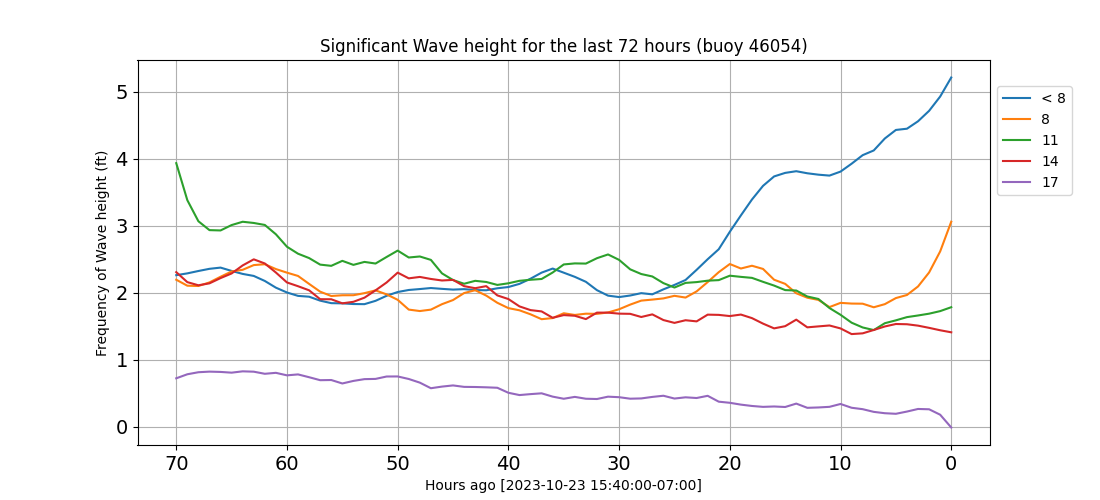 Significant Wave height for the last 72 hours (buoy 46054)
Frequency of Wave height (ft)
5
4
3
2
1
0
70 60 50 40 30 20 10 0
Hours ago [2023-10-23 15:40:00-07:00]
< 8
8
11
14
17